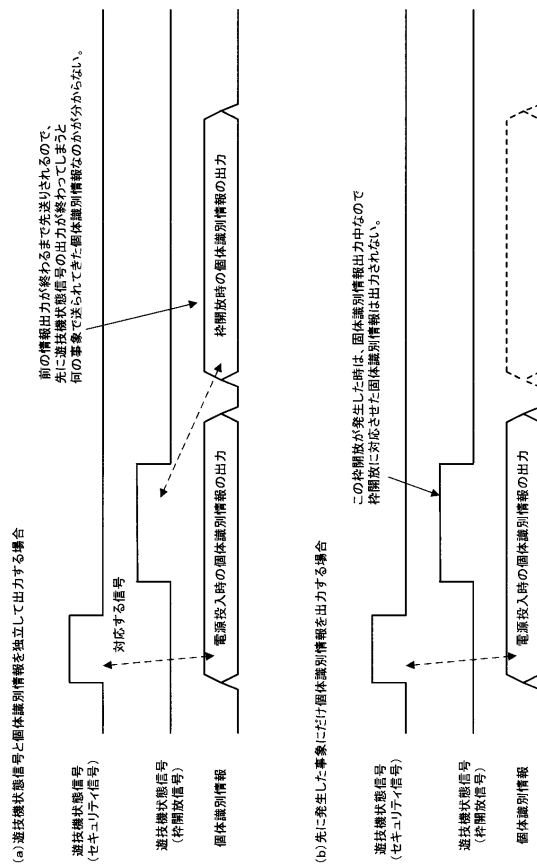 (a)遊技機状態信号と個体識別情報を独立して出力する場合
遊技機状態信号
(セキュリティ信号)
対応する信号
遊技機状態信号
(枠開放信号)
個体識別情報
電源投入時の個体識別情報の出力
枠開放時の個体識別情報の出力
前の情報出力が終わるまで先送りされるので、
先に遊技機状態信号の出力が終わってしまうと
何の事象で送られてきた個体識別情報なのかが分からない。
(b)先に発生した事象にだけ個体識別情報を出力する場合
遊技機状態信号
(セキュリティ信号)
遊技機状態信号
(枠開放信号)
個体識別情報
電源投入時の個体識別情報の出力
この枠開放が発生した時は、固体識別情報出力中なので
枠開放に対応させた固体識別情報は出力されない。